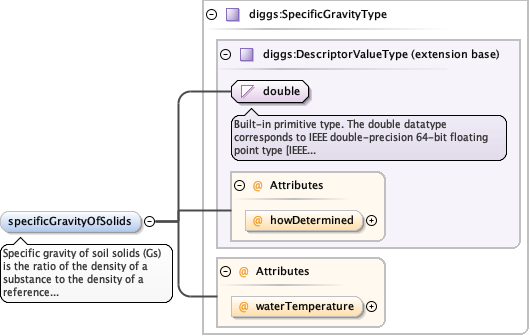 diggs:SpecificGravityType
diggs:DescriptorValueType (extension base)
double
Built-in primitive type. The double datatype
corresponds to IEEE double-precision 64-bit floating
point type [IEEE...
@ Attributes
@ howDetermined
specificGravityOfSolids
Specific gravity of soil solids (Gs)
is the ratio of the density of a
substance to the density of a
reference...
@ Attributes
@ waterTemperature